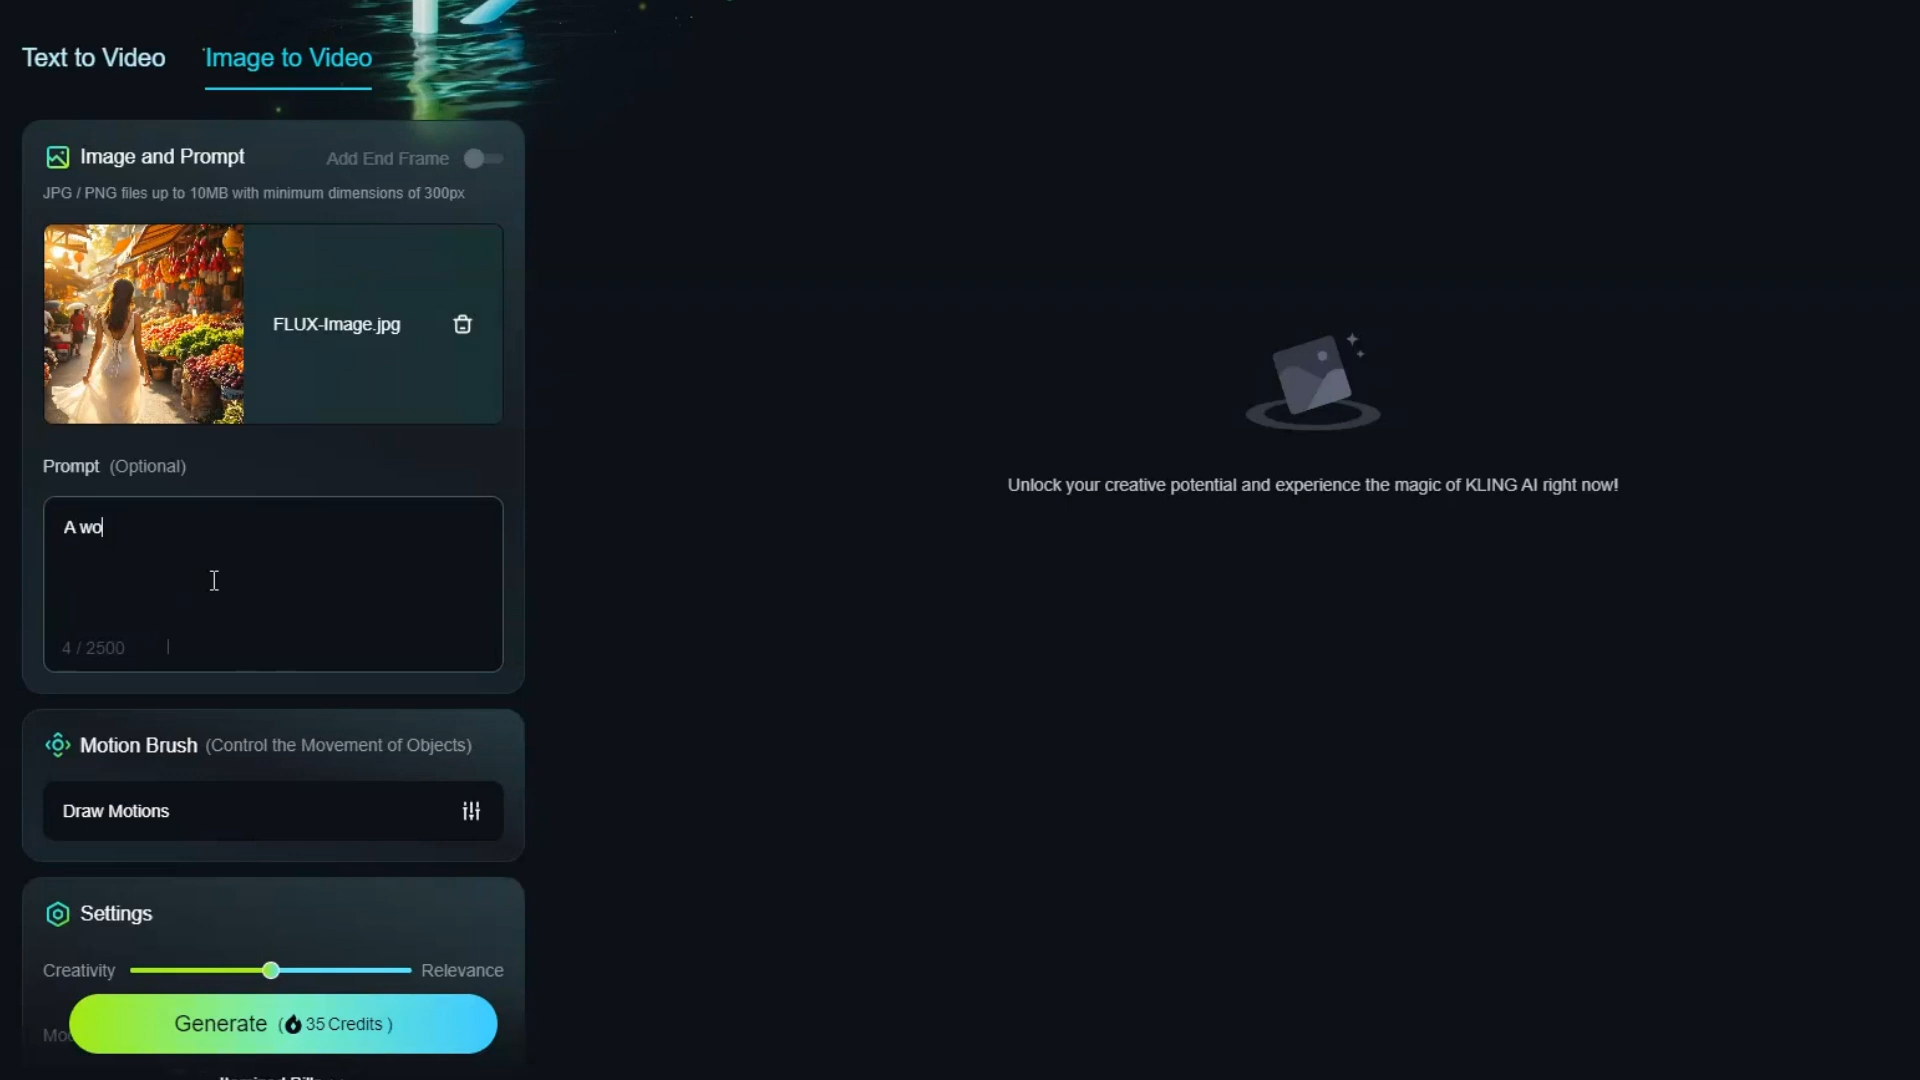 Text to Video
Image to Video
Image and Prompt
Add End Frame
JPG / PNG files up to 10MB with minimum dimensions of 300px
FLUX-Image.jpg
Prompt (Optional)
A wo
4 / 2500
Motion Brush (Control the Movement of Objects)
Draw Motions
Settings
Creativity
Relevance
Generate ( 35 Credits )
Unlock your creative potential and experience the magic of KLING AI right now!